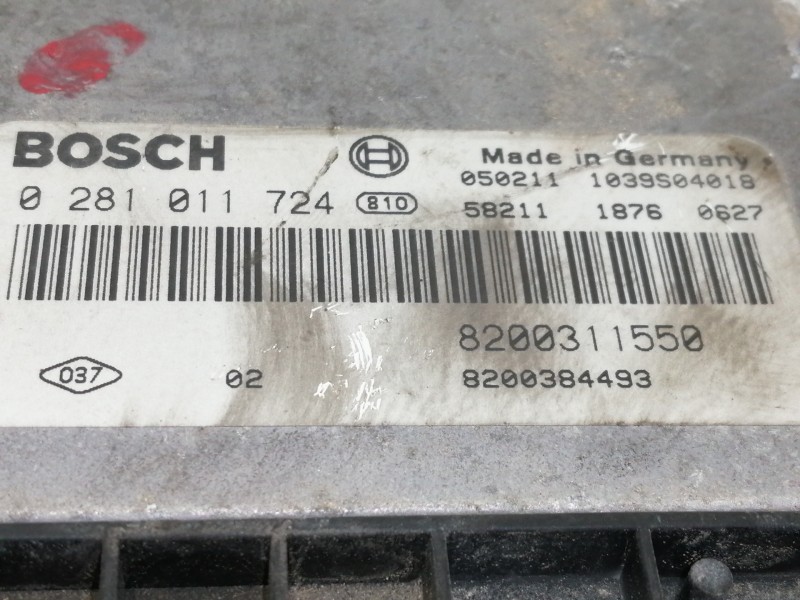 BOSCH
Made in Germany
050211 1039S04018
0 281 011 724 810
58211 1876 0627
8200311550
037 02 8200384493